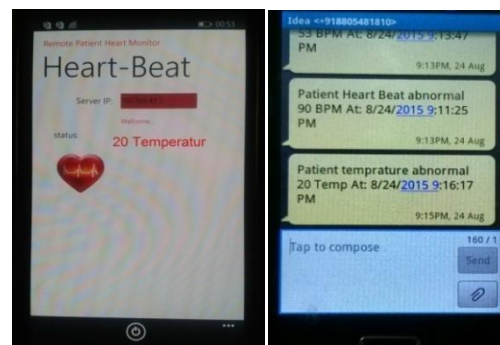 00:53
Remote Patient Heart Monitor
Heart-Beat
Server IP:
Welcome..
status:
20 Temperatur
Idea <+918805481810>
53 BPM At: 8/24/2015 9:13:47
PM
9:13PM, 24 Aug
Patient Heart Beat abnormal
90 BPM At: 8/24/2015 9:11:25
PM
9:13PM, 24 Aug
Patient temprature abnormal
20 Temp At: 8/24/2015 9:16:17
PM
9:15PM, 24 Aug
Tap to compose
160 / 1
Send